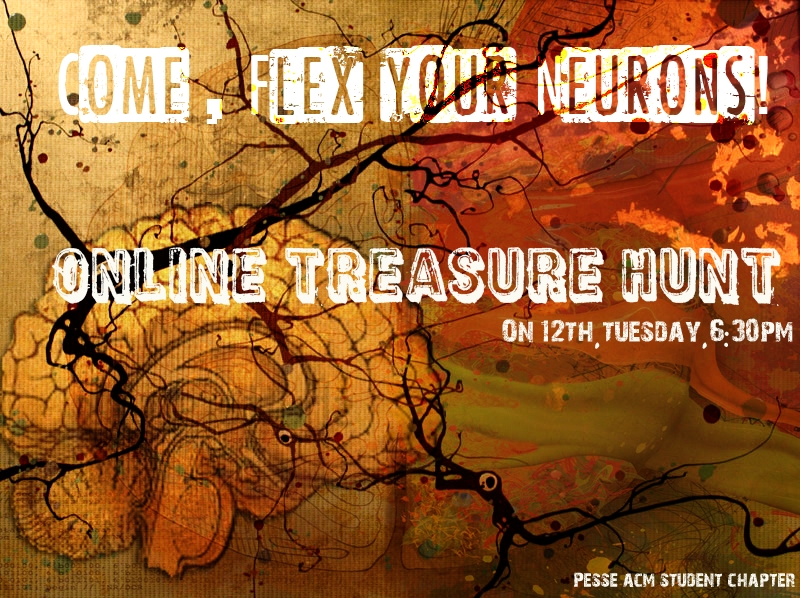 COME, FLEX YOUR NEURONS!
ONLINE TREASURE HUNT
ON 12TH, TUESDAY, 6:30PM
PESSE ACM STUDENT CHAPTER